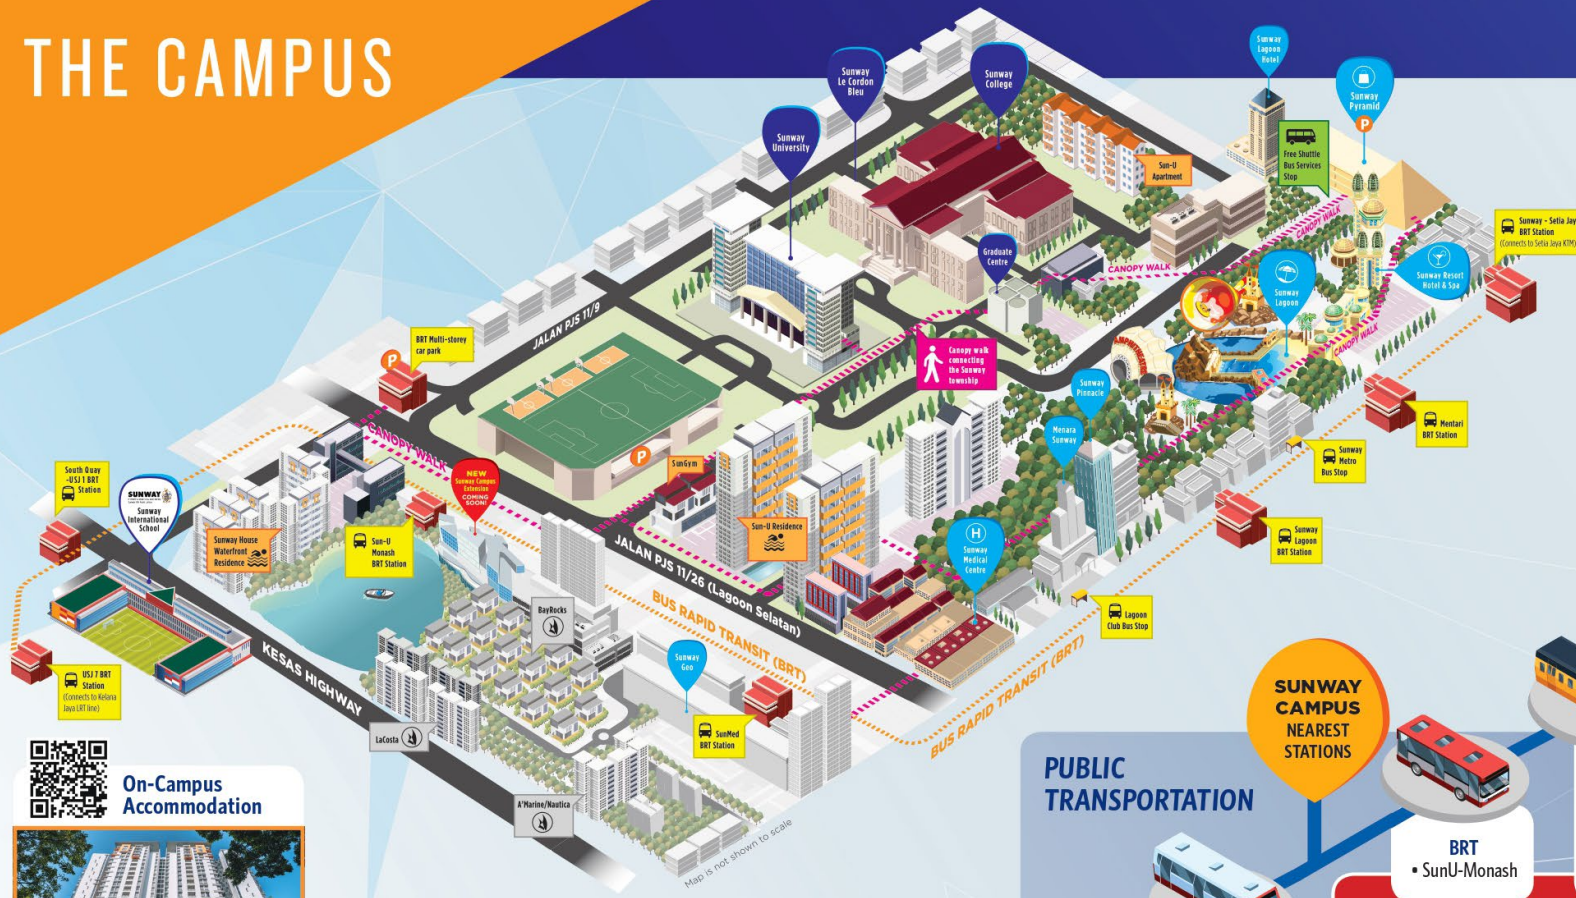 THE CAMPUS
Sunway
Lagoon
Hotel
Sunway
Le Cordon
Bleu
Sunway
College
Sunway
Pyramid
P
Sunway
University
Free Shuttle
Bus Services
Stop
Sun-U
Apartment
CANOPY WALK
Sunway - Setia Jay
BRT Station
(Connects to Setia Jaya KTM)
Graduate
Centre
CANOPY WALK
Sunway
Lagoon
Sunway Resort
Hotel & Spa
JALAN PJS 11/9
BRT Multi-storey
car park
P
Canopy walk
connecting
the Sunway
township
CANOPY WALK
AMPHITHEATRE
Sunway
Pinnacle
Menara
Sunway
Mentari
BRT Station
CANOPY WALK
P
SunGym
Sunway
Metro
Bus Stop
South Quay
-USJ 1 BRT
Station
SUNWAY
Sunway
International
School
NEW
Sunway Campus
Extension
COMING
SOON!
Sunway House
Waterfront
Residence
Sun-U
Monash
BRT Station
Sun-U Residence
H
Sunway
Medical
Centre
Sunway
Lagoon
BRT Station
JALAN PJS 11/26 (Lagoon Selatan)
BUS RAPID TRANSIT (BRT)
BayRocks
Lagoon
Club Bus Stop
USJ 7 BRT
Station
(Connects to Kelana
Jaya LRT line)
KESAS HIGHWAY
Sunway
Geo
BUS RAPID TRANSIT (BRT)
LaCosta
SunMed
BRT Station
A'Marine/Nautica
Map is not shown to scale
On-Campus
Accommodation
PUBLIC
TRANSPORTATION
SUNWAY
CAMPUS
NEAREST
STATIONS
BRT
• SunU-Monash